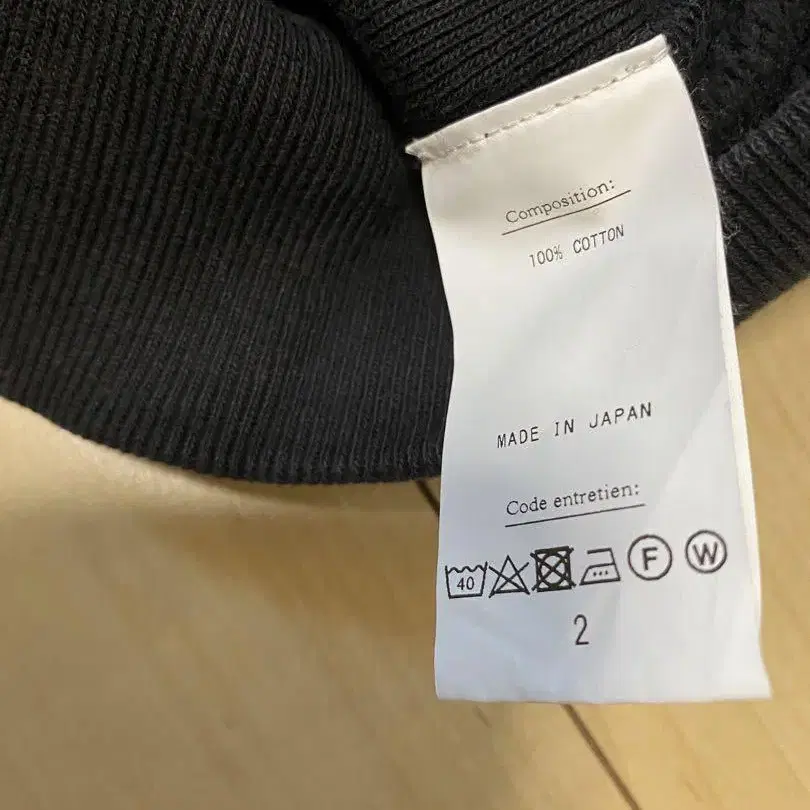 Composition:
100% COTTON
MADE IN JAPAN
Code entretien:
40 F W
2